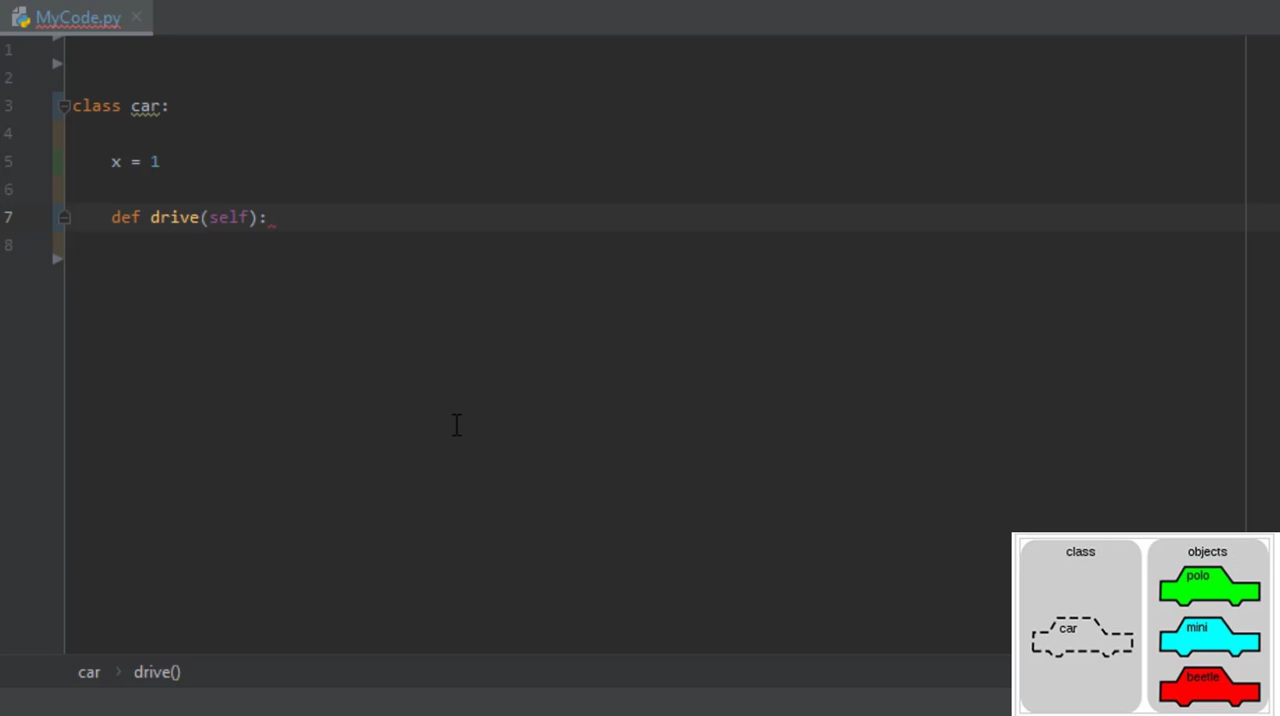 MyCode.py
1
2
3 class car:
4
5 x = 1
6
7 def drive(self):
8
class
car
objects
polo
mini
beetle
car > drive()